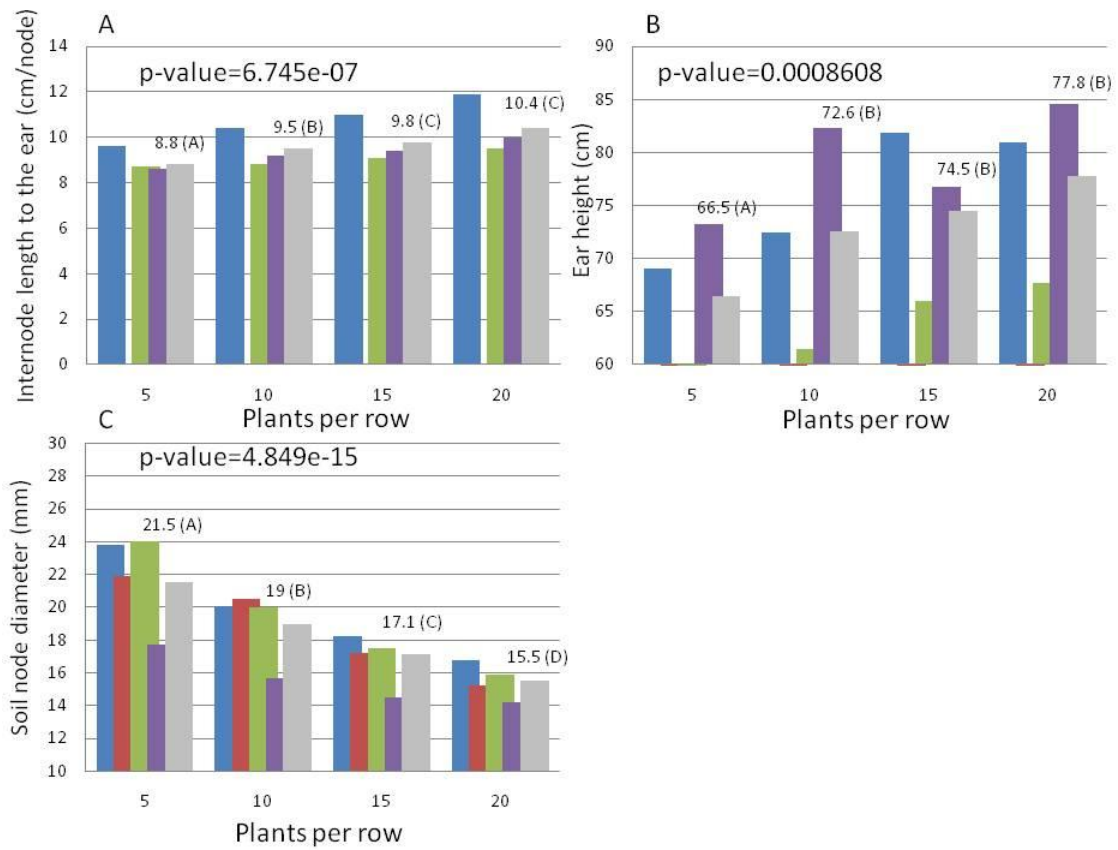 A
Internode length to the ear (cm/node)
14
12
10
8
6
4
2
0
p-value=6.745e-07
8.8 (A)
9.5 (B)
9.8 (C)
10.4 (C)
5
10
15
20
Plants per row
B
Ear height (cm)
90
85
80
75
70
65
60
p-value=0.0008608
66.5 (A)
72.6 (B)
74.5 (B)
77.8 (B)
5
10
15
20
Plants per row
C
Soil node diameter (mm)
30
28
26
24
22
20
18
16
14
12
10
p-value=4.849e-15
21.5 (A)
19 (B)
17.1 (C)
15.5 (D)
5
10
15
20
Plants per row